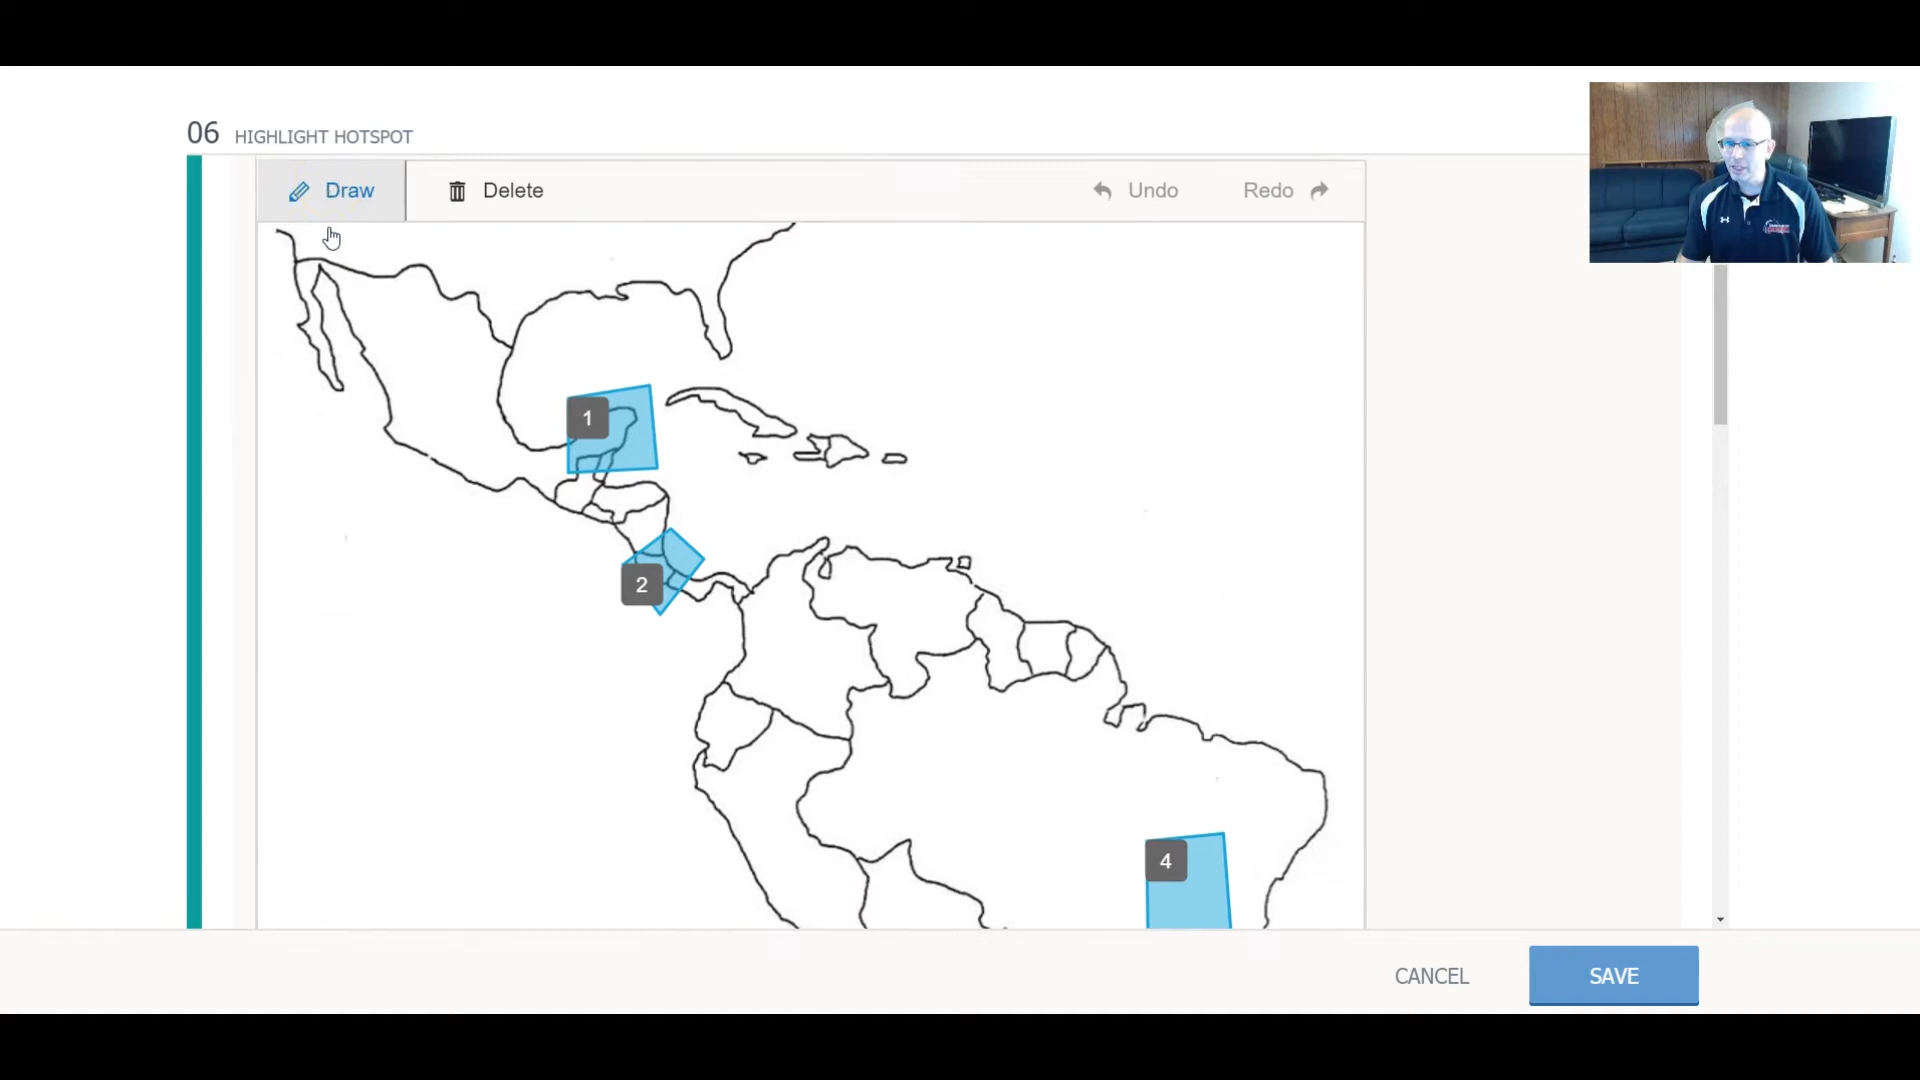 06 HIGHLIGHT HOTSPOT
Draw Delete Undo Redo
1
2
4
CANCEL SAVE